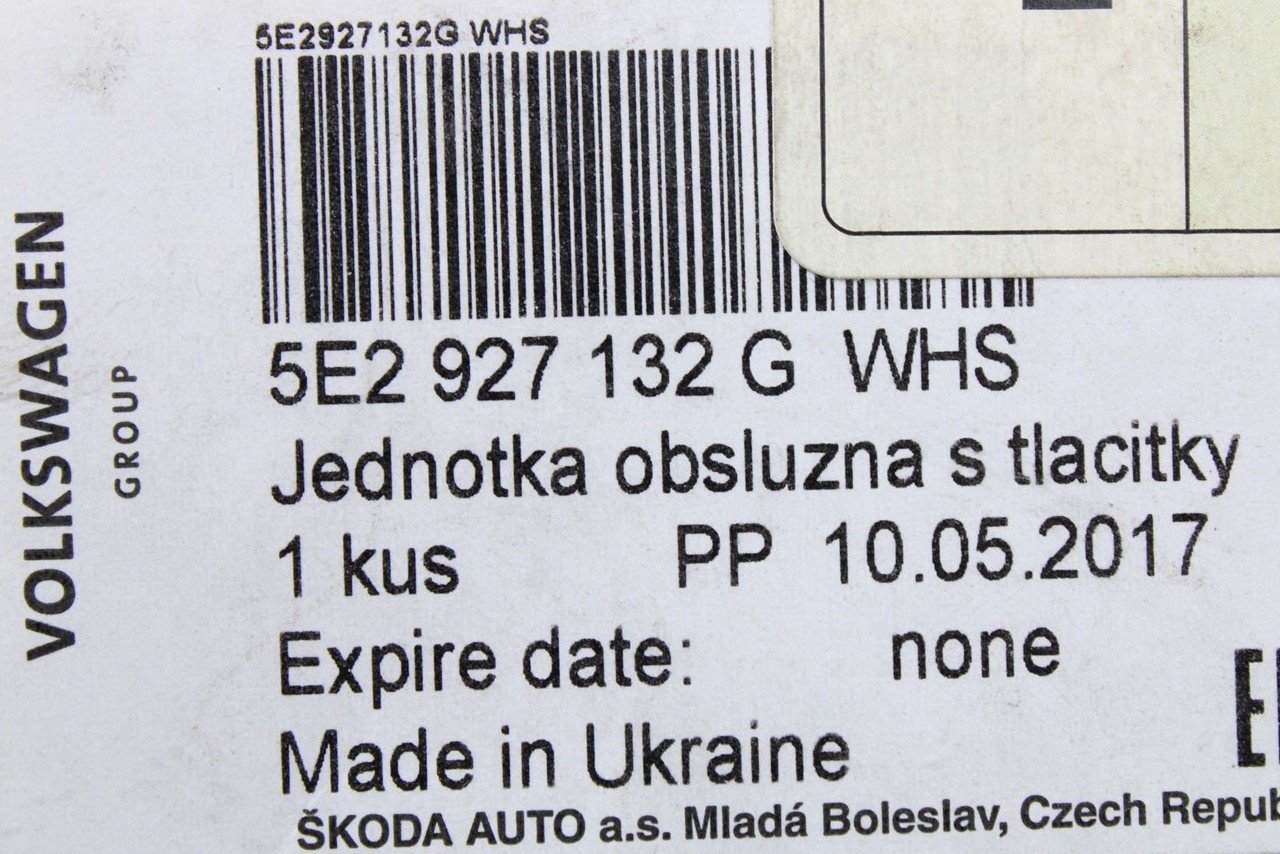 5E2927132G WHS
VOLKSWAGEN
GROUP
5E2 927 132 G WHS
Jednotka obsluzna s tlacitky
1 kus PP 10.05.2017
Expire date: none
Made in Ukraine
ŠKODA AUTO a.s. Mladá Boleslav, Czech